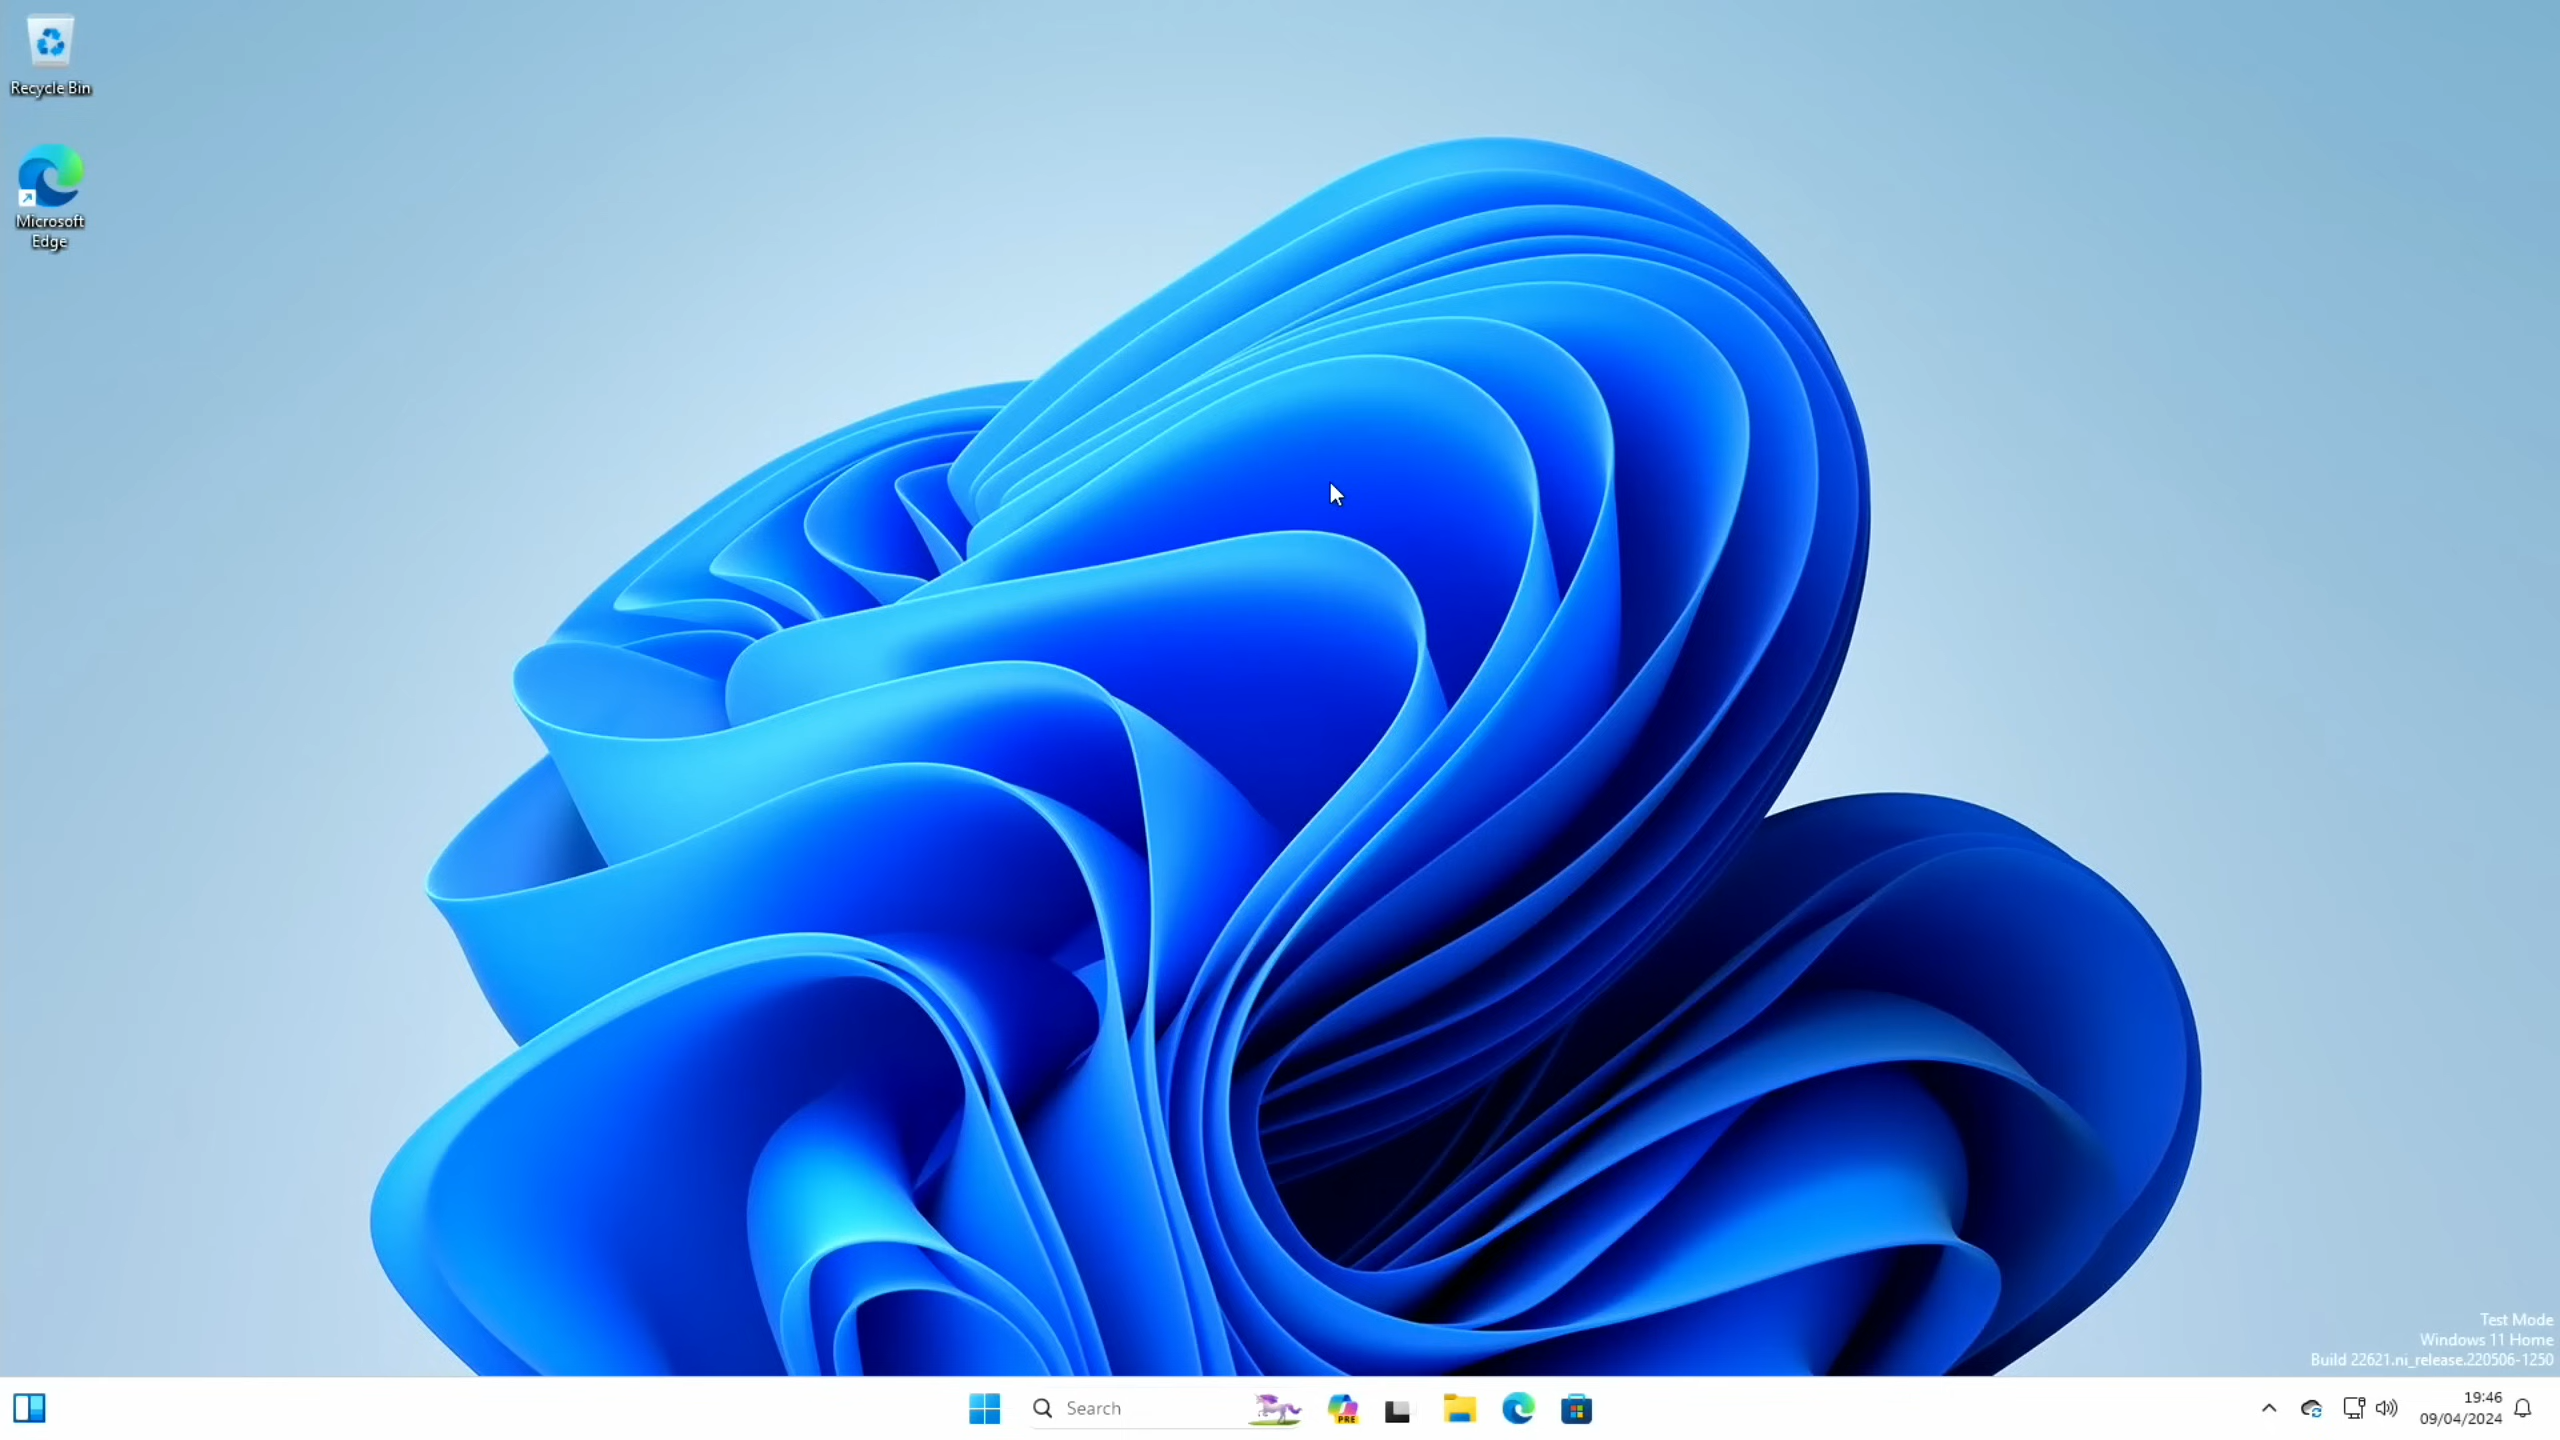 Recycle Bin
Microsoft
Edge
Test Mode
Windows 11 Home
Build 22621.ni_release.220506-1250
Search
PRE
19:46
09/04/2024